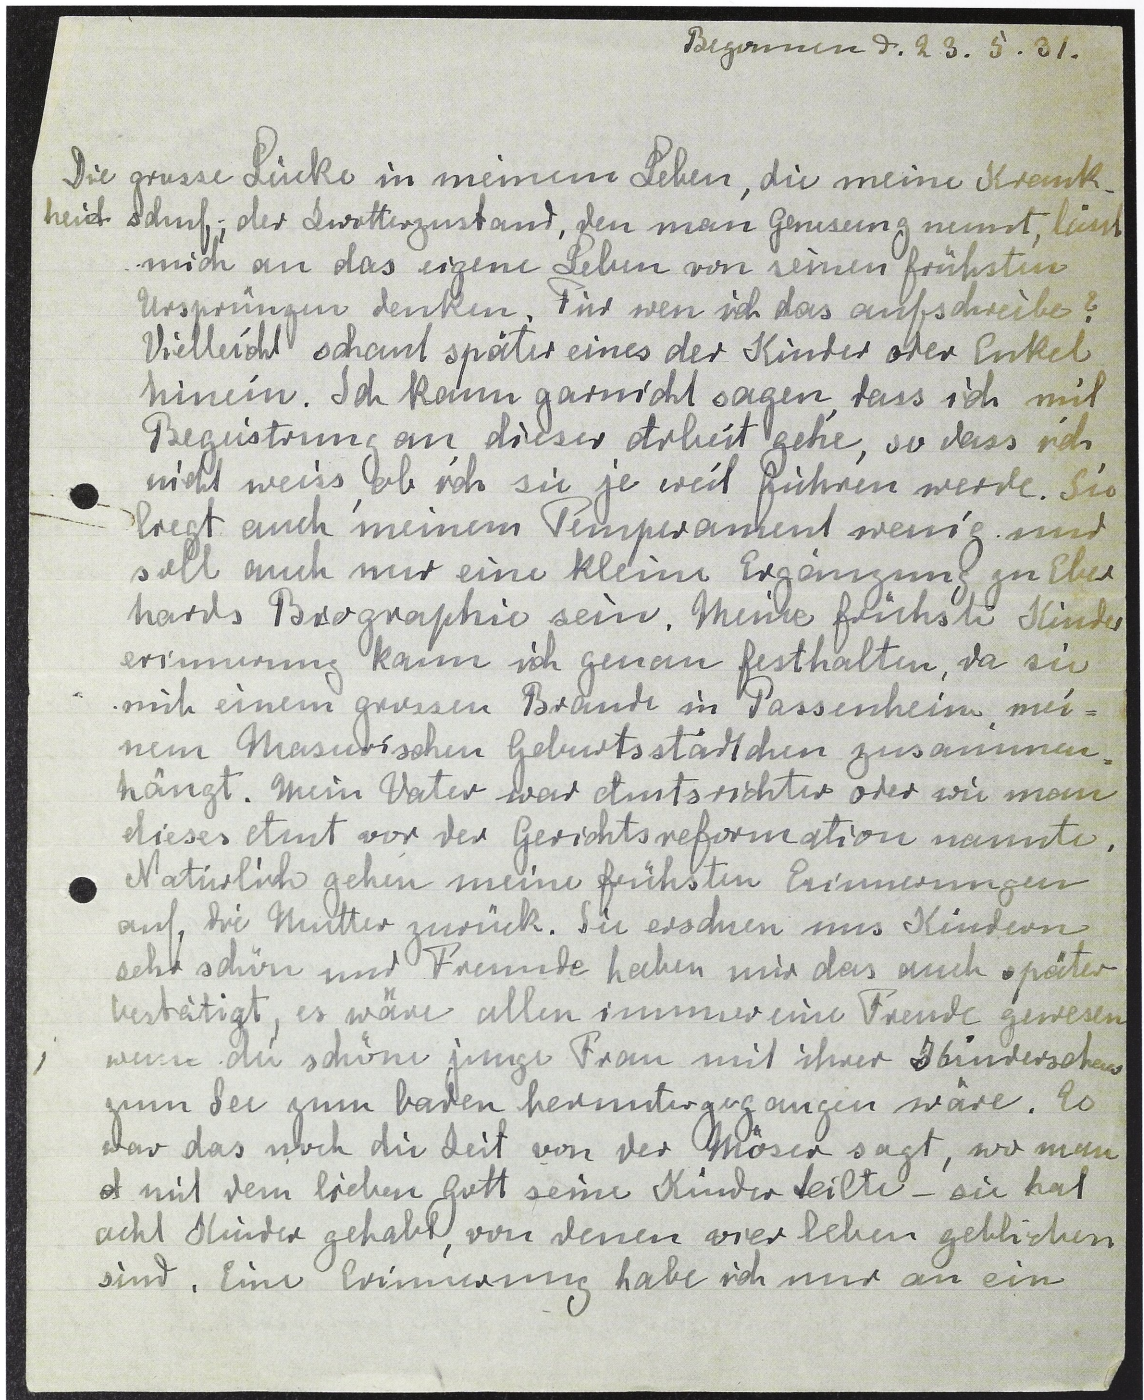 Begonnen d. 23. 5. 31.
Die grosse Lücke in meinem Leben, die meine Krank-
heit schuf, der Zwitterzustand, den man Genesung nennt, lässt
mich an das eigene Leben von seinen frühsten
Ursprüngen denken. Für wen ich das aufschreibe?
Vielleicht schaut später eines der Kinder oder Enkel
hinein. Ich kann garnicht sagen, dass ich mit
Begeistrung an dieser Arbeit gehe, so dass ich
nicht weiss, ob ich sie je weit führen werde. Sie
liegt auch meinem Temperament wenig und
soll auch nur eine kleine Ergänzung zu Eber
hards Biographie sein. Meine frühste Kinder
erinnerung kann ich genau festhalten, da sie
mit einem grossen Brande in Passenheim, mei=
nem Masurischen Geburtsstädtchen zusammen=
hängt. Mein Vater war Amtsrichter oder wie man
dieses Amt vor der Gerichtsreformation nannte.
Natürlich gehen meine frühsten Erinnerungen
auf die Mutter zurück. Sie erschien uns Kindern
sehr schön und Freunde haben mir das auch später
bestätigt, es wäre allen immer eine Freude gewesen
wenn die schöne junge Frau mit ihrer Kinderschar
zum See zum baden heruntergegangen wäre. Es
war das noch die Zeit von der Möser sagt, wo man
mit dem lieben Gott seine Kinder teilte – sie hat
acht Kinder gehabt, von denen vier leben geblieben
sind. Eine Erinnerung habe ich nur an ein